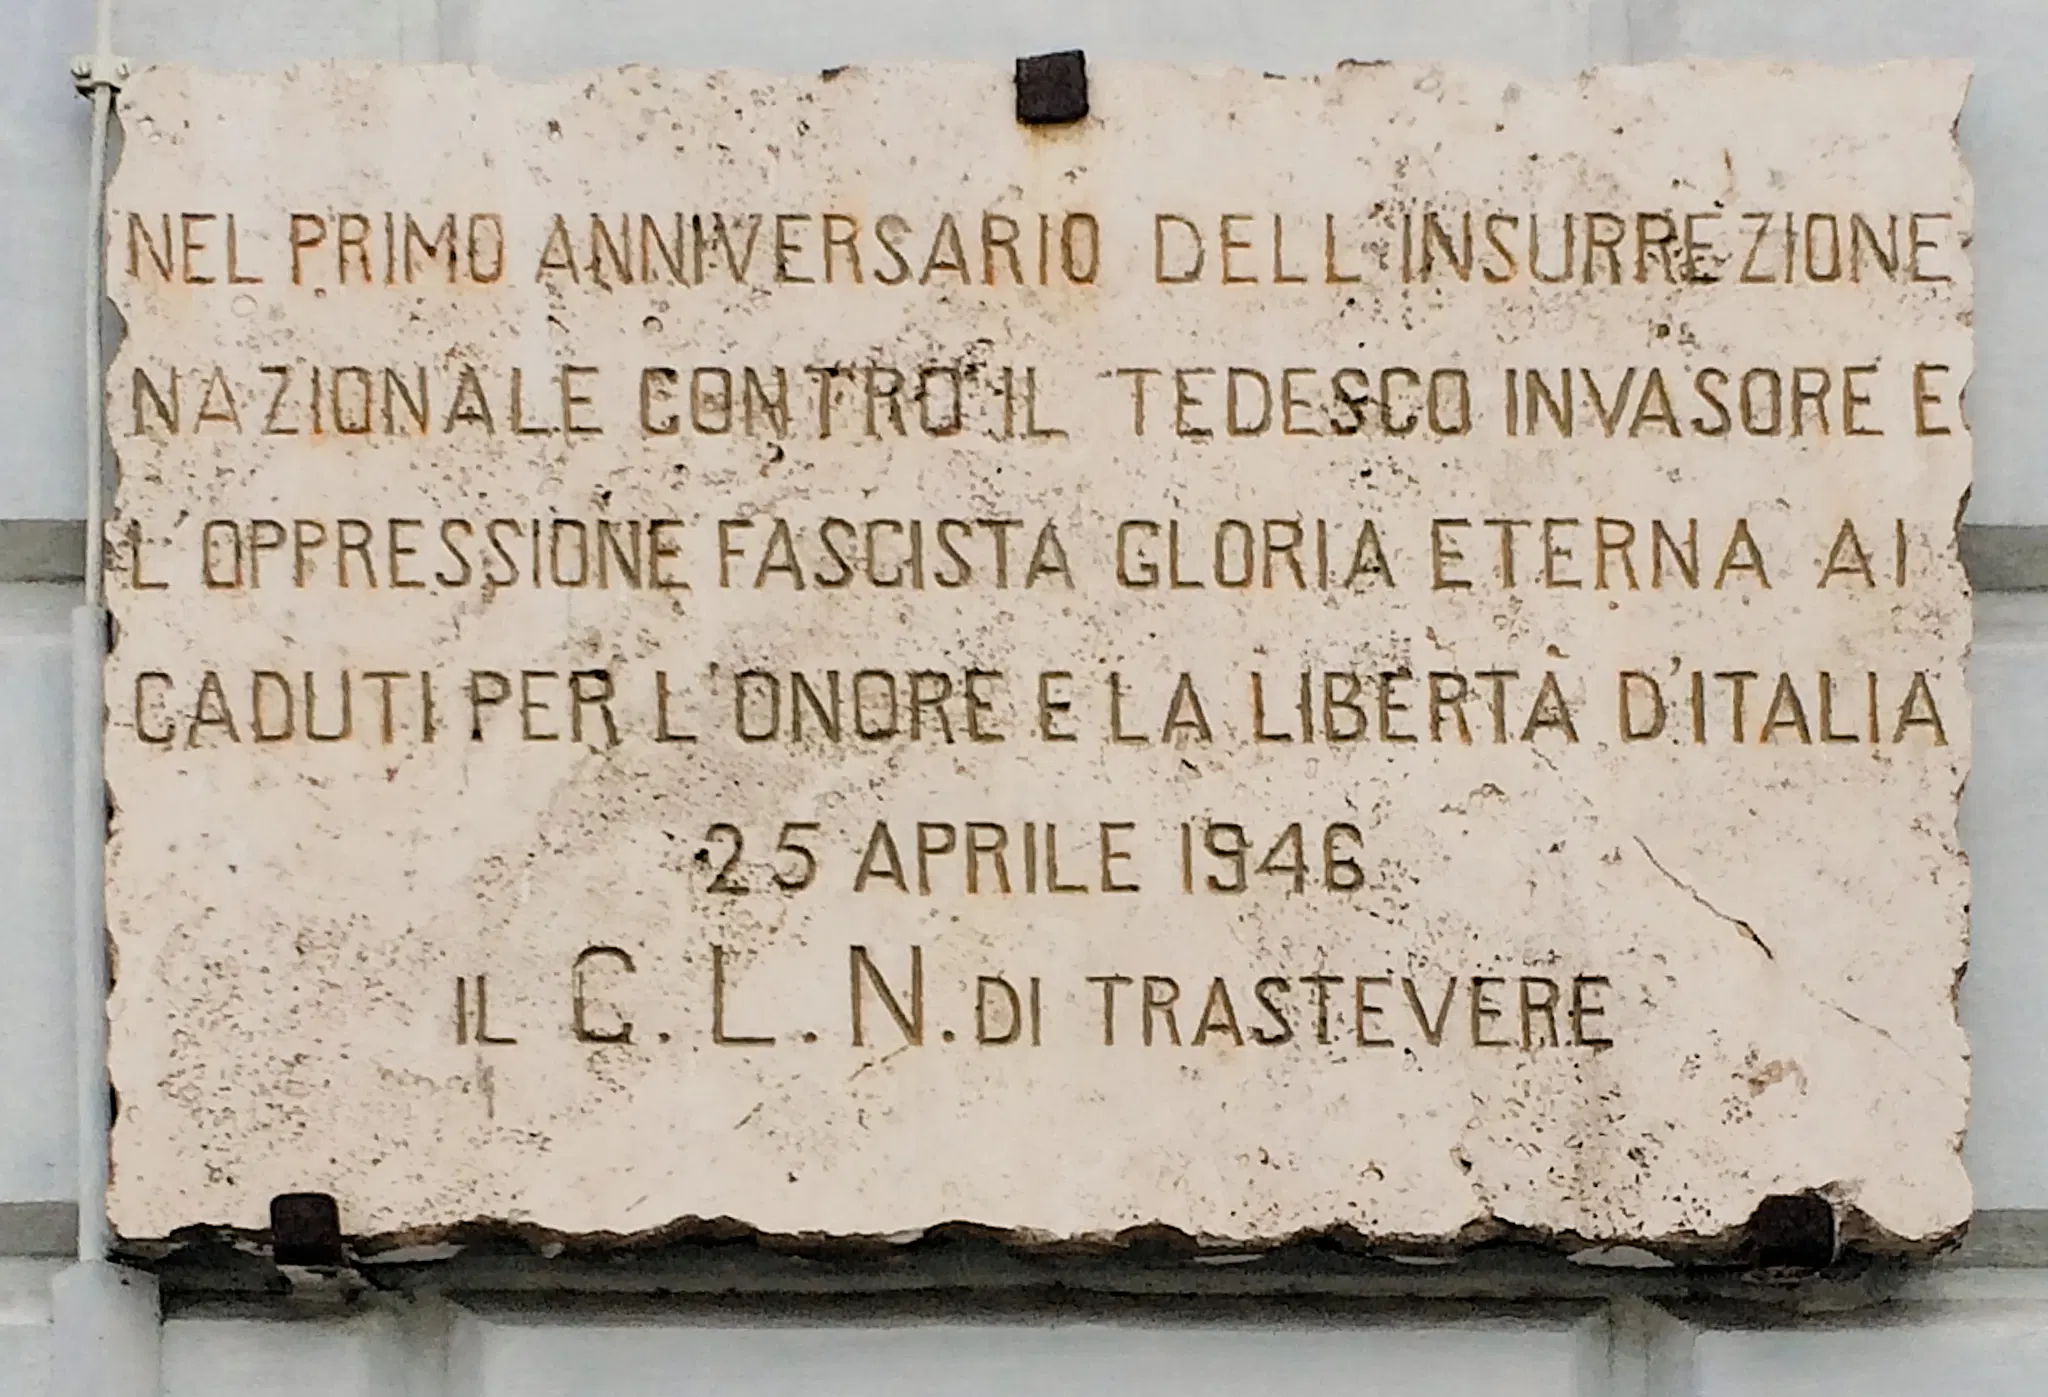 NEL PRIMO ANNIVERSARIO DELL'INSURREZIONE
NAZIONALE CONTRO IL TEDESCO INVASORE E
L'OPPRESSIONE FASCISTA GLORIA ETERNA AI
CADUTI PER L'ONORE E LA LIBERTÀ D'ITALIA
25 APRILE 1946
IL C.L.N. DI TRASTEVERE